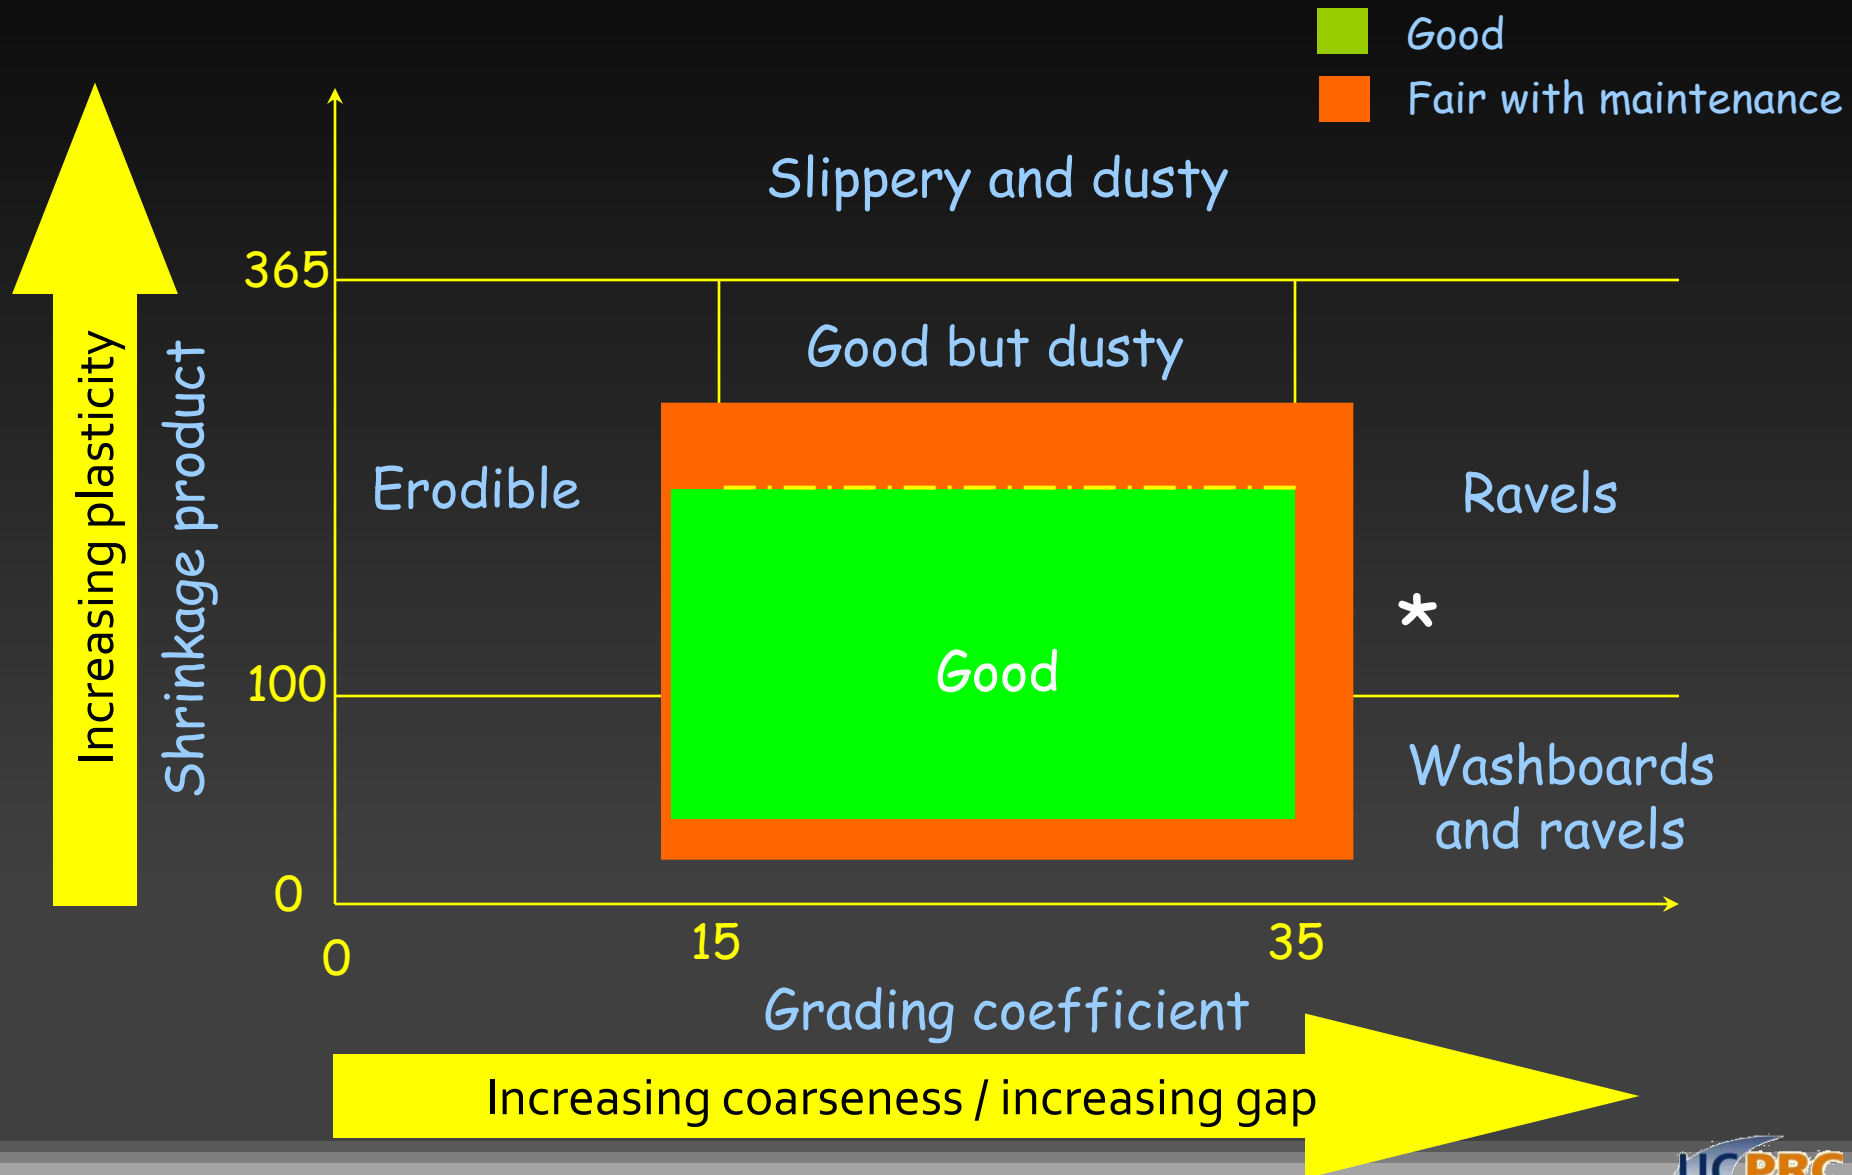 Good
Fair with maintenance
Slippery and dusty
365
Good but dusty
Increasing plasticity
Shrinkage product
Erodible
Ravels
*
Good
100
Washboards
and ravels
0
0
15
35
Grading coefficient
Increasing coarseness / increasing gap
UCPRC